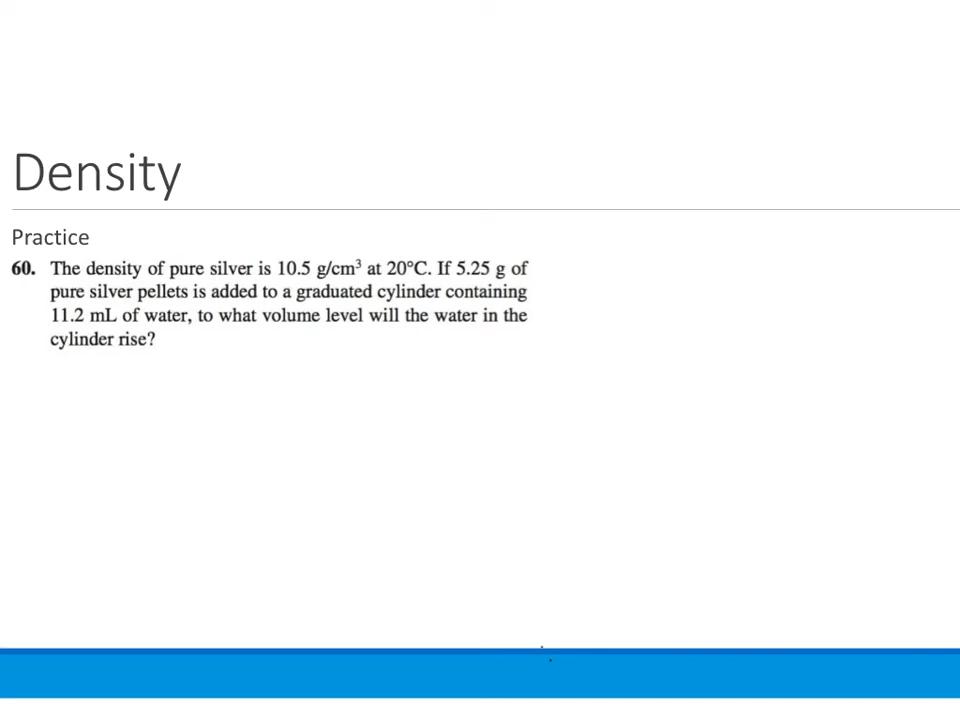 Density
Practice
60. The density of pure silver is 10.5 g/cm³ at 20°C. If 5.25 g of
pure silver pellets is added to a graduated cylinder containing
11.2 mL of water, to what volume level will the water in the
cylinder rise?